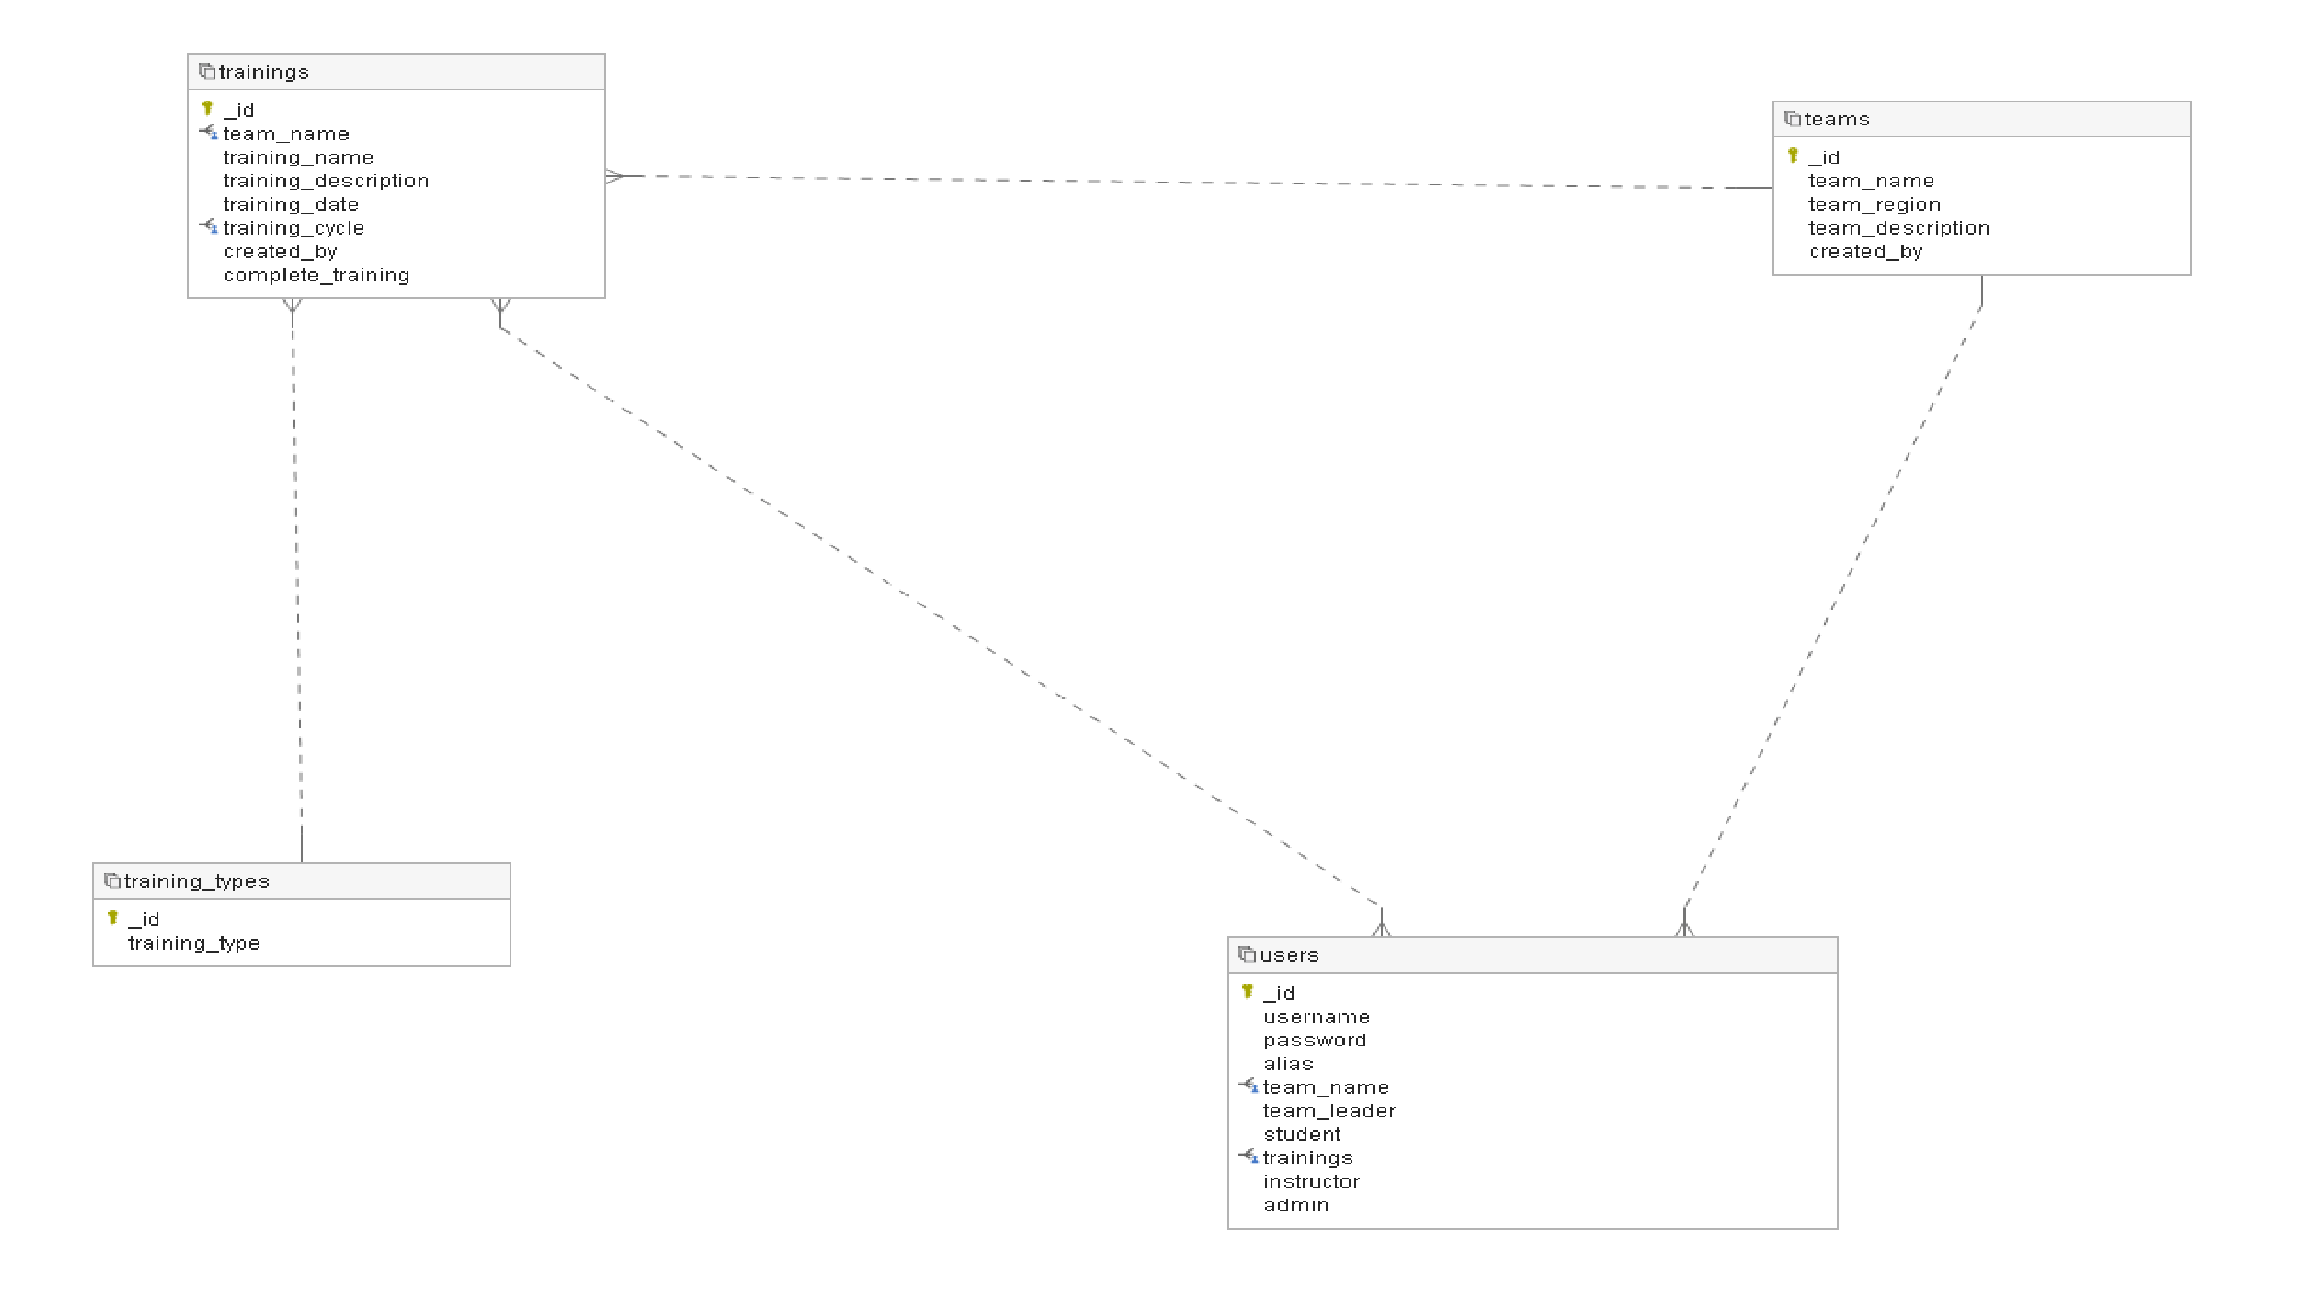 trainings
_id
team_name
training_name
training_description
training_date
training_cycle
created_by
complete_training
teams
_id
team_name
team_region
team_description
created_by
training_types
_id
training_type
users
_id
username
password
alias
team_name
team_leader
student
trainings
instructor
admin